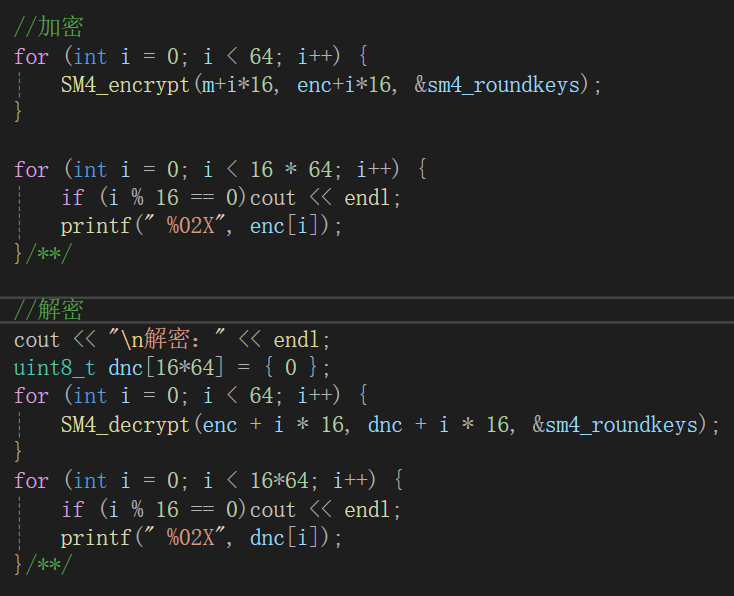 //加密
for (int i = 0; i < 64; i++) {
    SM4_encrypt(m+i*16, enc+i*16, &sm4_roundkeys);
}

for (int i = 0; i < 16 * 64; i++) {
    if (i % 16 == 0)cout << endl;
    printf(" %02X", enc[i]);
}/**/

//解密
cout << "\n解密：" << endl;
uint8_t dnc[16*64] = { 0 };
for (int i = 0; i < 64; i++) {
    SM4_decrypt(enc + i * 16, dnc + i * 16, &sm4_roundkeys);
}
for (int i = 0; i < 16*64; i++) {
    if (i % 16 == 0)cout << endl;
    printf(" %02X", dnc[i]);
}/**/